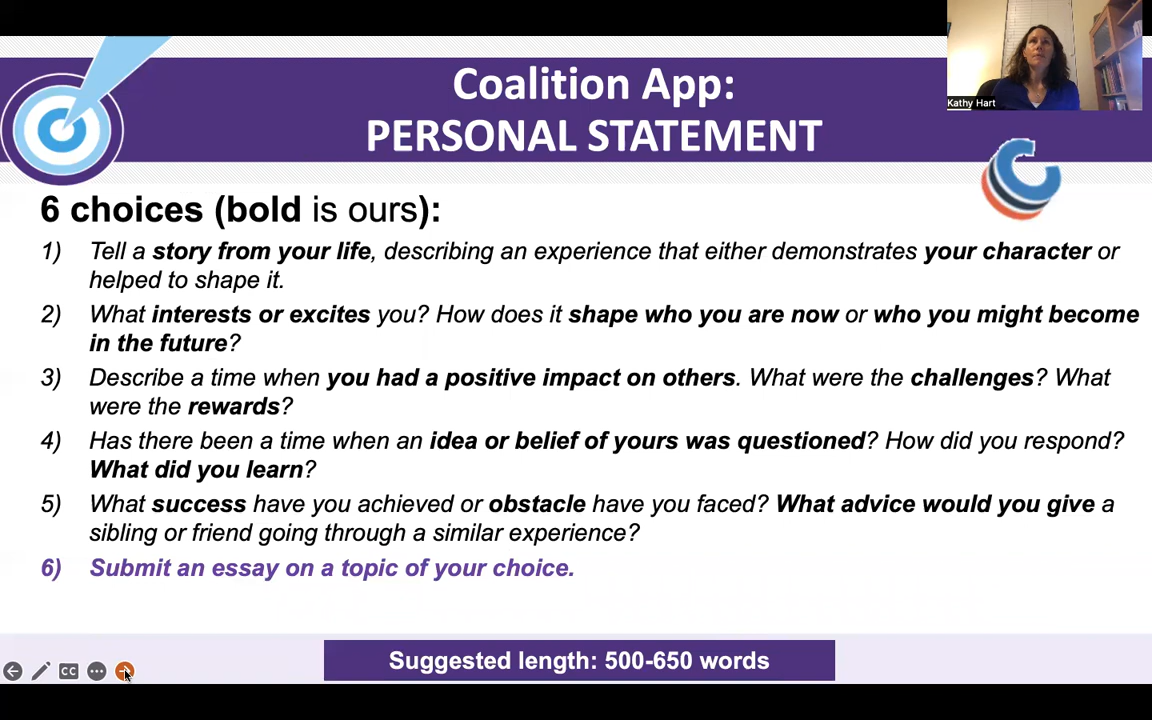 Coalition App:
PERSONAL STATEMENT
Kathy Hart
6 choices (bold is ours):
1) Tell a story from your life, describing an experience that either demonstrates your character or
helped to shape it.
2) What interests or excites you? How does it shape who you are now or who you might become
in the future?
3) Describe a time when you had a positive impact on others. What were the challenges? What
were the rewards?
4) Has there been a time when an idea or belief of yours was questioned? How did you respond?
What did you learn?
5) What success have you achieved or obstacle have you faced? What advice would you give a
sibling or friend going through a similar experience?
6) Submit an essay on a topic of your choice.
Suggested length: 500-650 words
CC